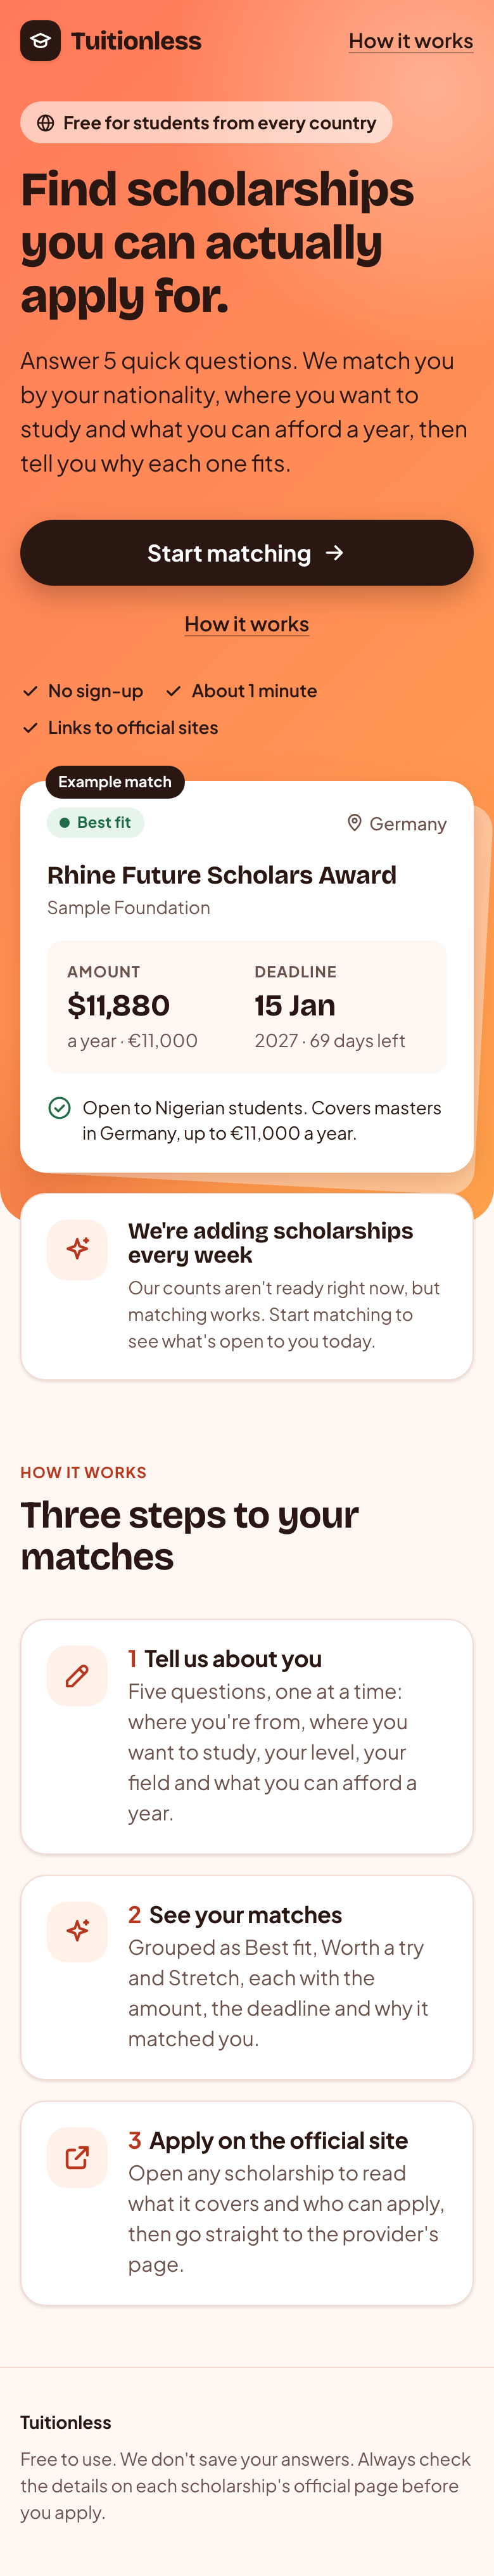 Tuitionless
How it works
Free for students from every country
Find scholarships
you can actually
apply for.
Answer 5 quick questions. We match you
by your nationality, where you want to
study and what you can afford a year, then
tell you why each one fits.
Start matching
How it works
No sign-up
About 1 minute
Links to official sites
Example match
Best fit
Germany
Rhine Future Scholars Award
Sample Foundation
AMOUNT
$11,880
a year · €11,000
DEADLINE
15 Jan
2027 · 69 days left
Open to Nigerian students. Covers masters
in Germany, up to €11,000 a year.
We're adding scholarships
every week
Our counts aren't ready right now, but
matching works. Start matching to
see what's open to you today.
HOW IT WORKS
Three steps to your
matches
1 Tell us about you
Five questions, one at a time:
where you're from, where you
want to study, your level, your
field and what you can afford a
year.
2 See your matches
Grouped as Best fit, Worth a try
and Stretch, each with the
amount, the deadline and why it
matched you.
3 Apply on the official site
Open any scholarship to read
what it covers and who can apply,
then go straight to the provider's
page.
Tuitionless
Free to use. We don't save your answers. Always check
the details on each scholarship's official page before
you apply.